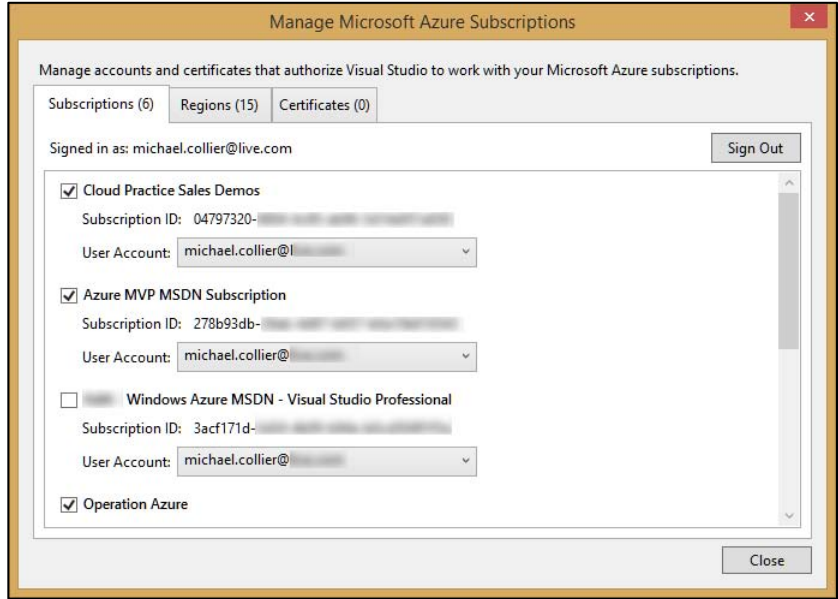 Manage Microsoft Azure Subscriptions
Manage accounts and certificates that authorize Visual Studio to work with your Microsoft Azure subscriptions.
Subscriptions (6) Regions (15) Certificates (0)
Signed in as: michael.collier@live.com Sign Out
Cloud Practice Sales Demos
Subscription ID: 04797320-
User Account: michael.collier@l
Azure MVP MSDN Subscription
Subscription ID: 278b93db-
User Account: michael.collier@
Windows Azure MSDN - Visual Studio Professional
Subscription ID: 3acf171d-
User Account: michael.collier@
Operation Azure
Close